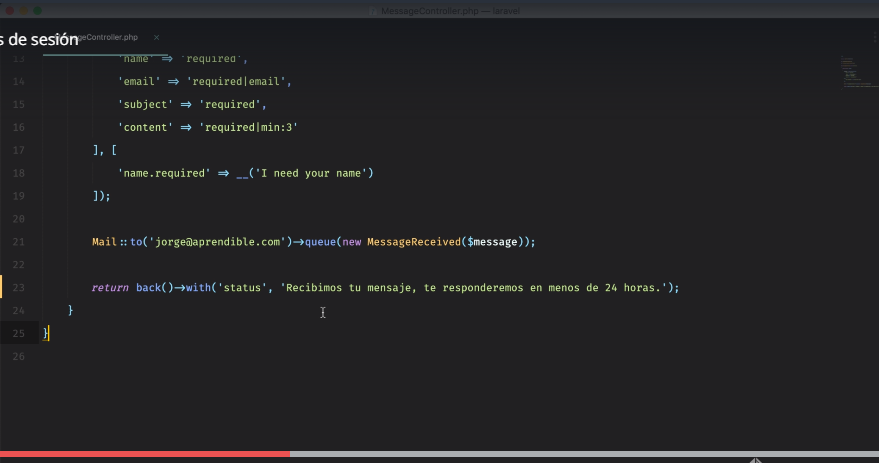 MessageController.php — laravel
s de sesión
Controller.php ×
13 'name' => 'required',
14 'email' => 'required|email',
15 'subject' => 'required',
16 'content' => 'required|min:3'
17 ], [
18 'name.required' => __('I need your name')
19 ]);
20
21 Mail::to('jorge@aprendible.com')->queue(new MessageReceived($message));
22
23 return back()->with('status', 'Recibimos tu mensaje, te responderemos en menos de 24 horas.');
24 }
25 }
26